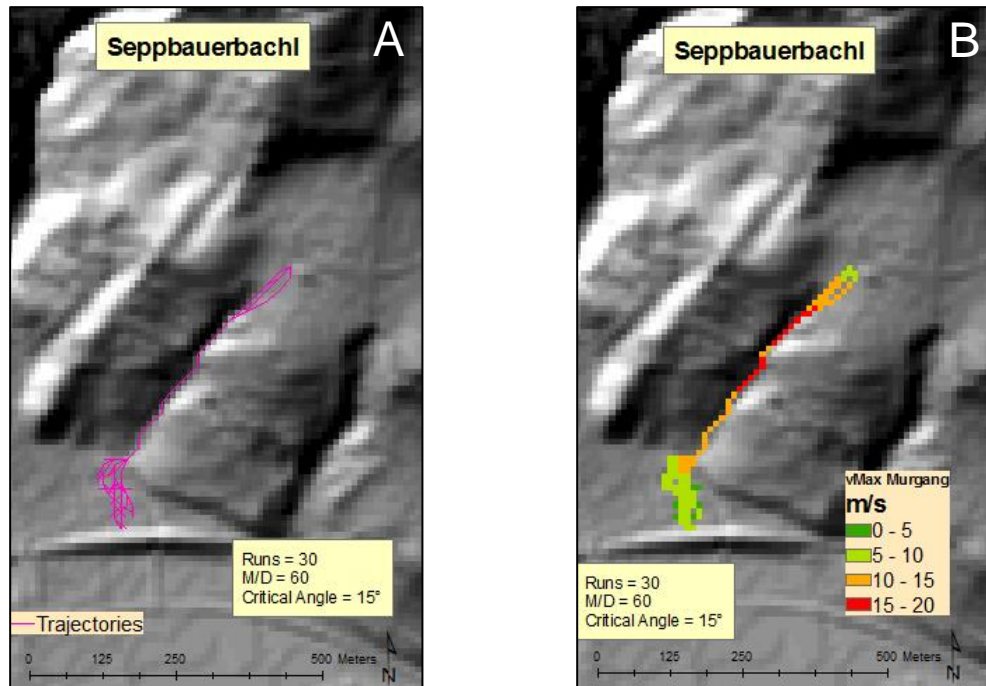 Seppbauerbachl A
Runs = 30
M/D = 60
Critical Angle = 15°
Trajectories
0 125 250 500 Meters
N
Seppbauerbachl B
vMax Murgang
m/s
0 - 5
5 - 10
10 - 15
15 - 20
Runs = 30
M/D = 60
Critical Angle = 15°
0 125 250 500 Meters
N